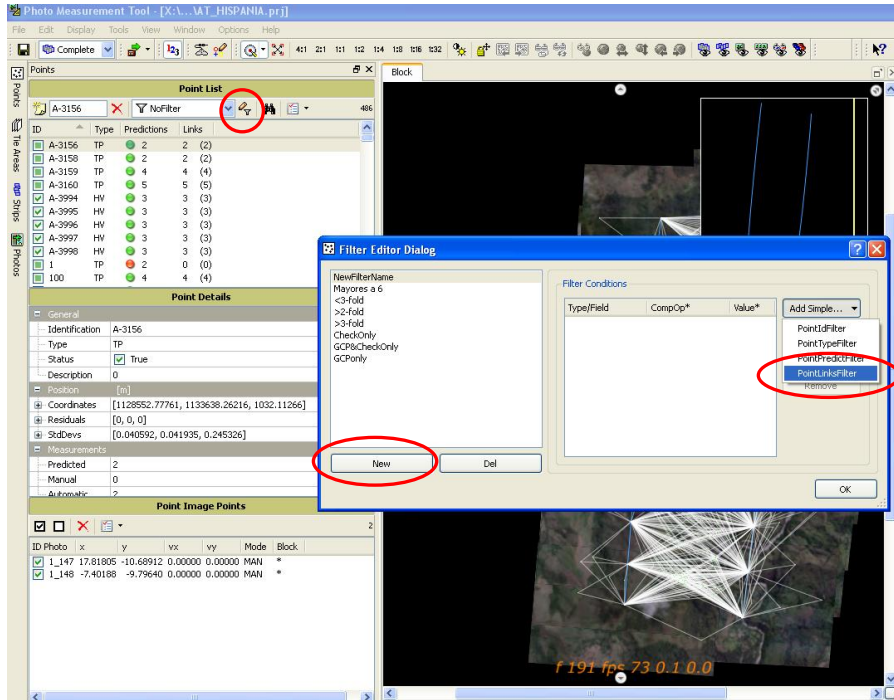 Photo Measurement Tool - [X:\...\AT_HISPANIA.prj]
File Edit Display Tools View Window Options Help
Complete 123 4:1 2:1 1:1 1:2 1:4 1:8 1:16 1:32
Points
Block
Points
Tie Areas
Strips
Photos
Point List
A-3156 NoFilter 486
ID Type Predictions Links
A-3156 TP 2 2 (2)
A-3158 TP 2 2 (2)
A-3159 TP 4 4 (4)
A-3160 TP 5 5 (5)
A-3994 HV 3 3 (3)
A-3995 HV 3 3 (3)
A-3996 HV 3 3 (3)
A-3997 HV 3 3 (3)
A-3998 HV 3 3 (3)
1 TP 2 0 (0)
100 TP 4 4 (4)
Point Details
General
Identification A-3156
Type TP
Status True
Description 0
Position [m]
Coordinates [1128552.77761, 1133638.26216, 1032.11266]
Residuals [0, 0, 0]
StdDevs [0.040592, 0.041935, 0.245326]
Measurements
Predicted 2
Manual 0
Automatic 2
Point Image Points
2
ID Photo x y vx vy Mode Block
1_147 17.81805 -10.68912 0.00000 0.00000 MAN *
1_148 -7.40188 -9.79640 0.00000 0.00000 MAN *
Filter Editor Dialog
NewFilterName
Mayores a 6
<3-fold
>2-fold
>3-fold
CheckOnly
GCP&CheckOnly
GCPonly
New Del
Filter Conditions
Type/Field CompOp* Value*
Add Simple...
PointIdFilter
PointTypeFilter
PointPredictFilter
PointLinksFilter
Remove
OK
f 191 fps 73 0.1 0.0